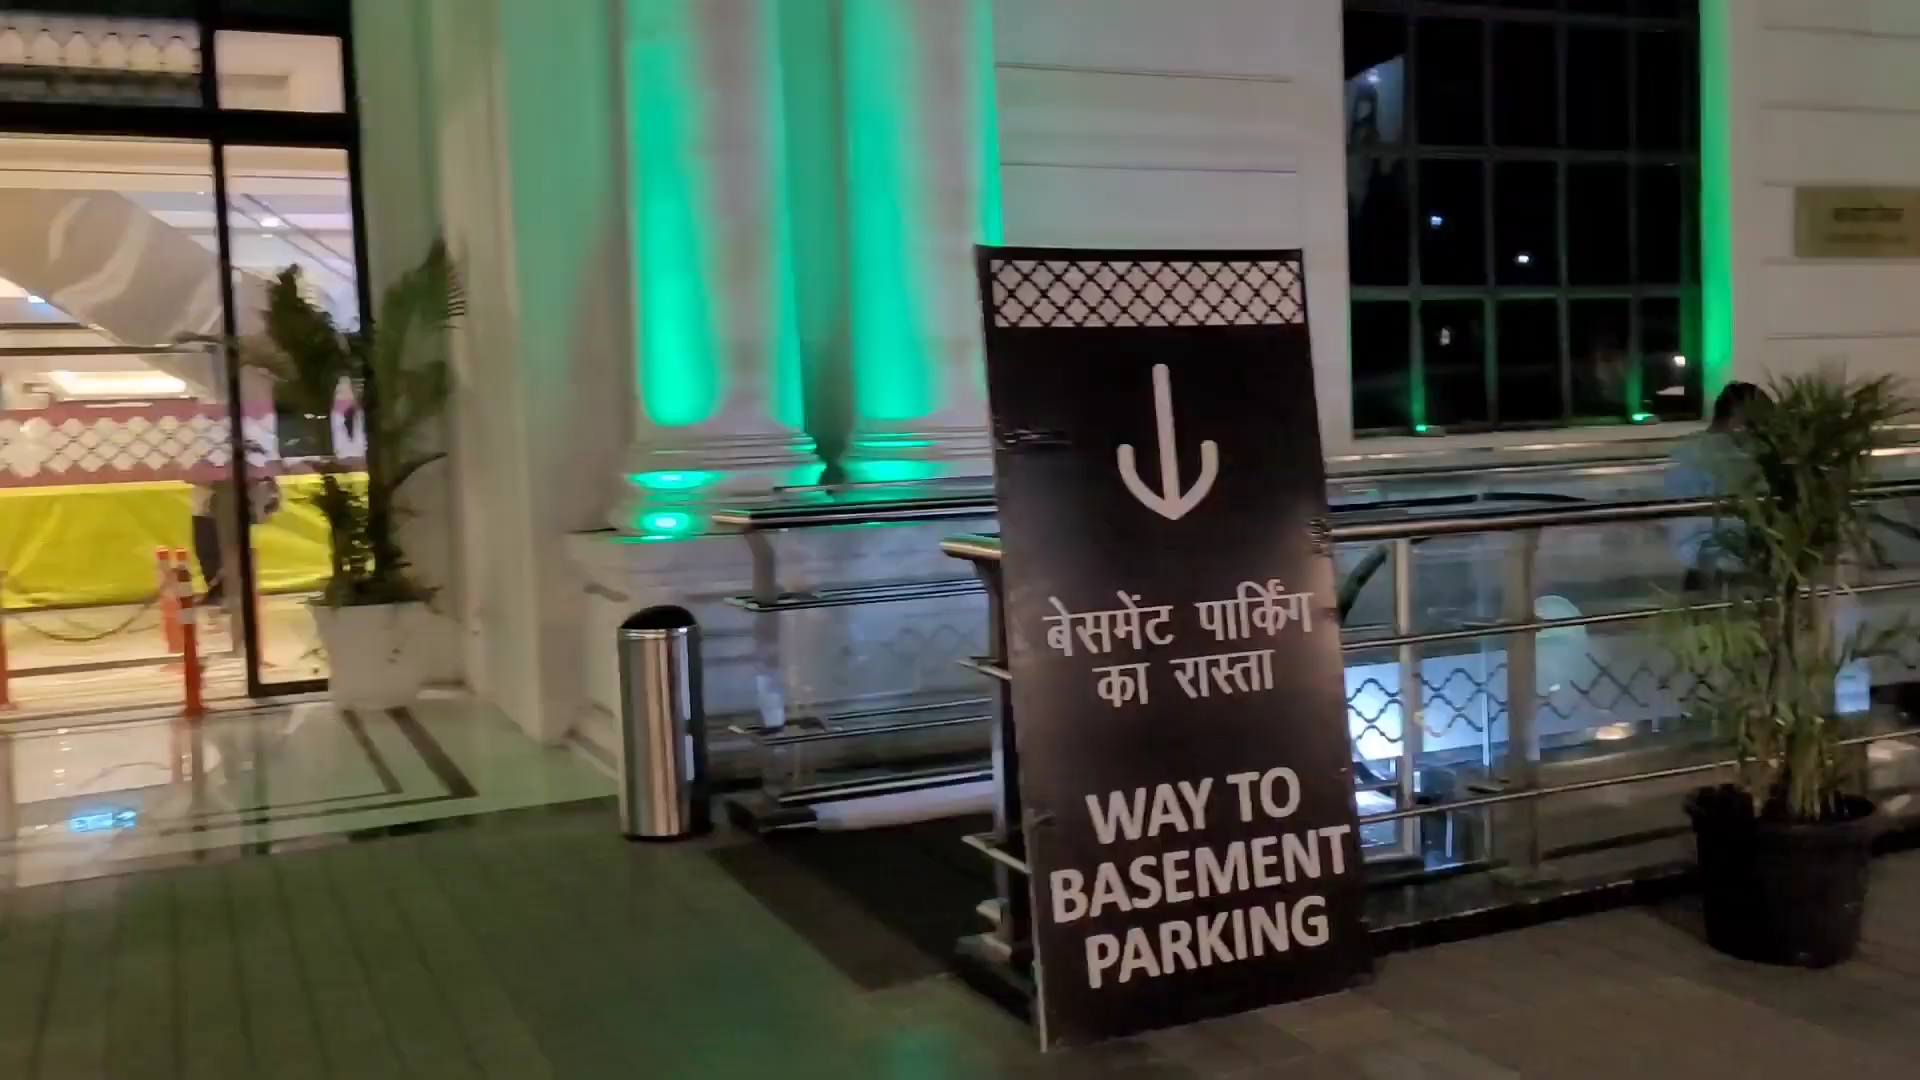 बेसमेंट पार्किंग
का रास्ता
WAY TO
BASEMENT
PARKING